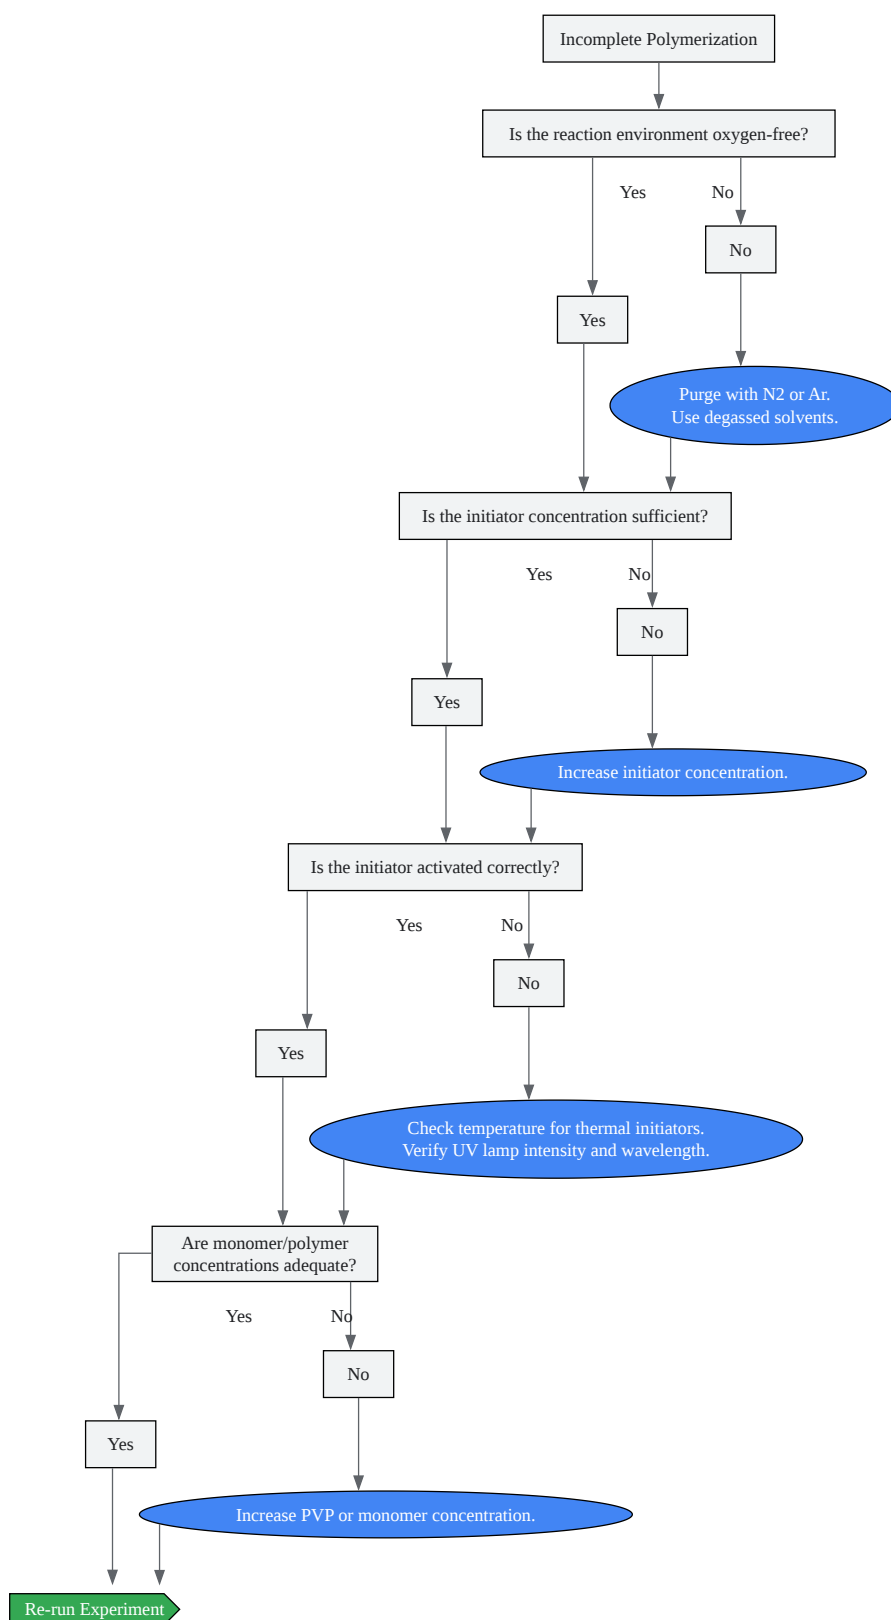 Incomplete Polymerization
Is the reaction environment oxygen-free?
Yes
No
No
Yes
Purge with N2 or Ar.
Use degassed solvents.
Is the initiator concentration sufficient?
Yes
No
No
Yes
Increase initiator concentration.
Is the initiator activated correctly?
Yes
No
No
Yes
Check temperature for thermal initiators.
Verify UV lamp intensity and wavelength.
Are monomer/polymer
concentrations adequate?
Yes
No
No
Yes
Increase PVP or monomer concentration.
Re-run Experiment